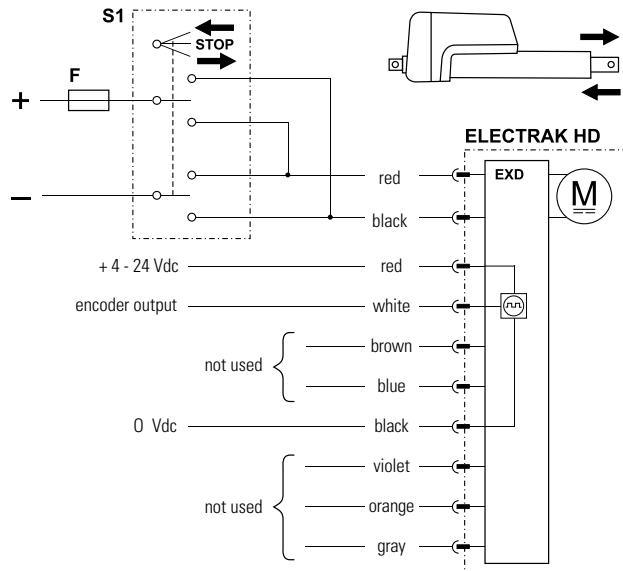 S1
STOP
F
+
–
ELECTRAK HD
EXD
M
red
black
+ 4 - 24 Vdc
red
encoder output
white
not used
brown
blue
0 Vdc
black
not used
violet
orange
gray